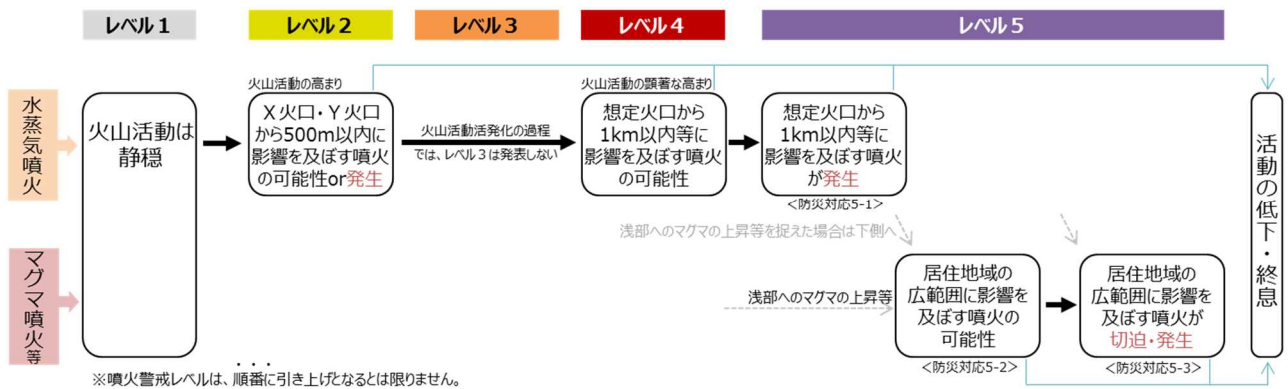 レベル１
レベル２
レベル３
レベル４
レベル５
水蒸気噴火
火山活動は
静穏
火山活動の高まり
Ｘ火口・Ｙ火口
から500m以内に
影響を及ぼす噴火
の可能性or発生
火山活動活発化の過程
では、レベル３は発表しない
火山活動の顕著な高まり
想定火口から
1km以内等に
影響を及ぼす噴火
の可能性
想定火口から
1km以内等に
影響を及ぼす噴火
が発生
<防災対応5-1>
活動の低下・終息
浅部へのマグマの上昇等を捉えた場合は下側へ
マグマ噴火等
浅部へのマグマの上昇等
居住地域の
広範囲に影響を
及ぼす噴火の
可能性
<防災対応5-2>
居住地域の
広範囲に影響を
及ぼす噴火が
切迫・発生
<防災対応5-3>
※噴火警戒レベルは、順番に引き上げとなるとは限りません。